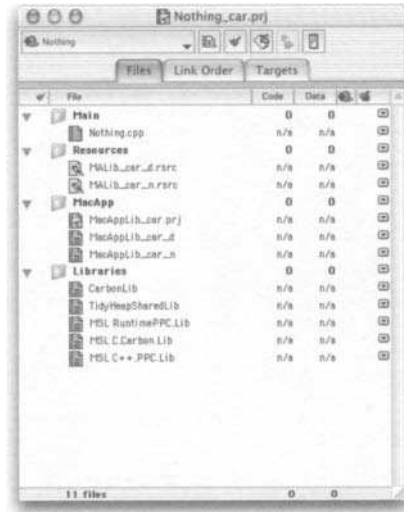 Nothing_car.prj
Nothing
Files Link Order Targets
File Code Data
Main 0 0
Nothing.cpp n/a n/a
Resources 0 0
MALib_car_d.rsrc n/a n/a
MALib_car_n.rsrc n/a n/a
MacApp 0 0
MacAppLib_car.prj n/a n/a
MacAppLib_car_d n/a n/a
MacAppLib_car_n n/a n/a
Libraries 0 0
CarbonLib n/a n/a
TidyHeapSharedLib n/a n/a
MSL RuntimePPC.Lib n/a n/a
MSL C.Carbon.Lib n/a n/a
MSL C++.PPC.Lib n/a n/a
11 files 0 0